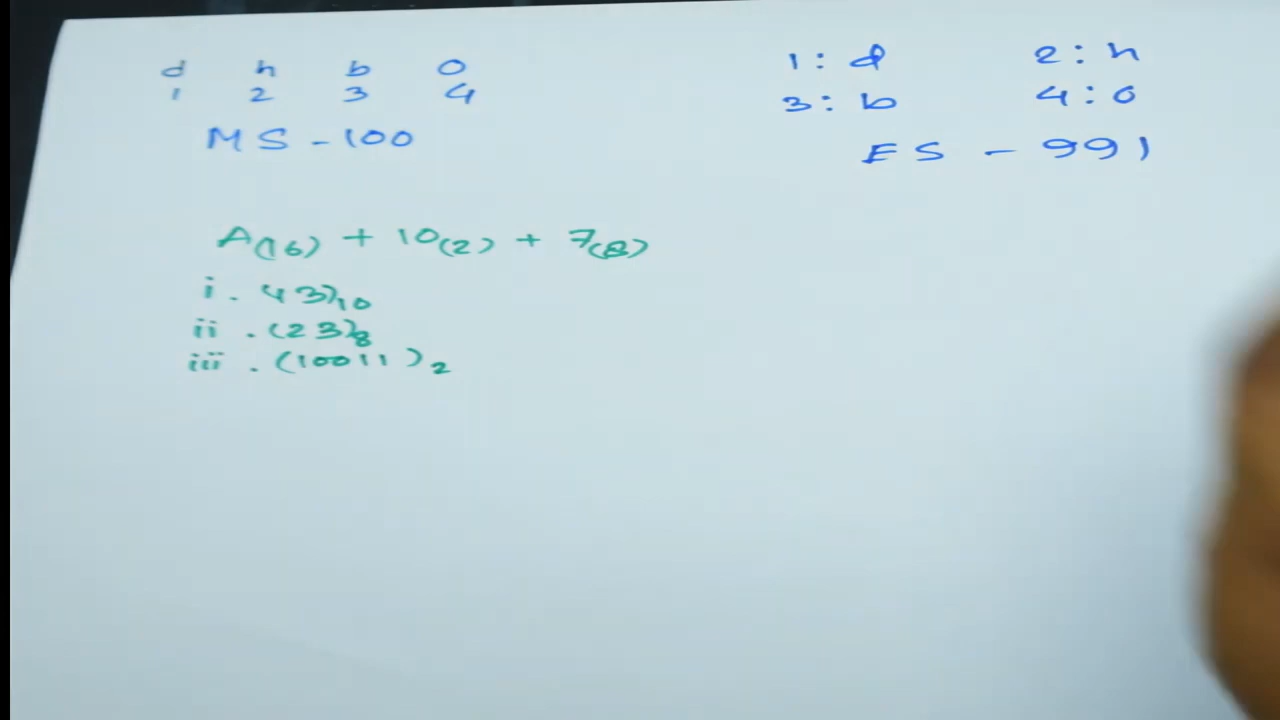 d h b o
1 2 3 4
MS - 100
1 : d 2 : h
3 : b 4 : o
ES - 991
A(16) + 10(2) + 7(8)
i . 43)10
ii . (23)8
iii . (10011)2